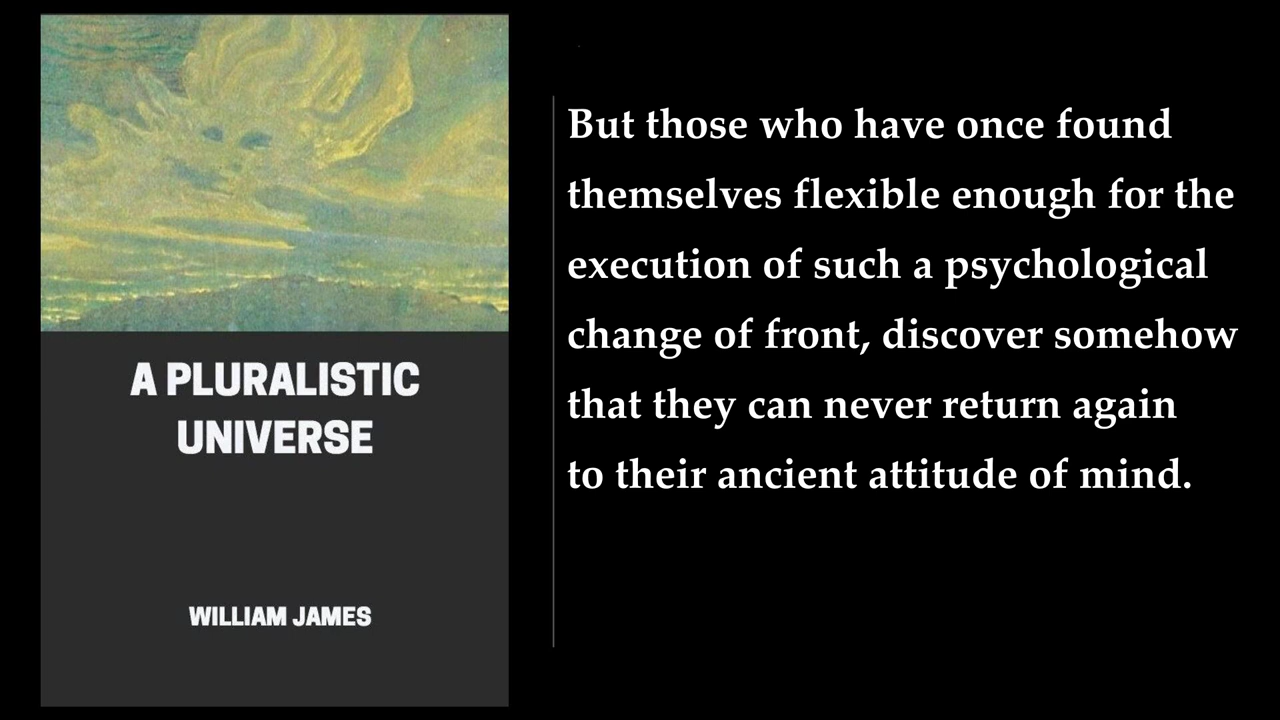 A PLURALISTIC
UNIVERSE
WILLIAM JAMES
But those who have once found
themselves flexible enough for the
execution of such a psychological
change of front, discover somehow
that they can never return again
to their ancient attitude of mind.